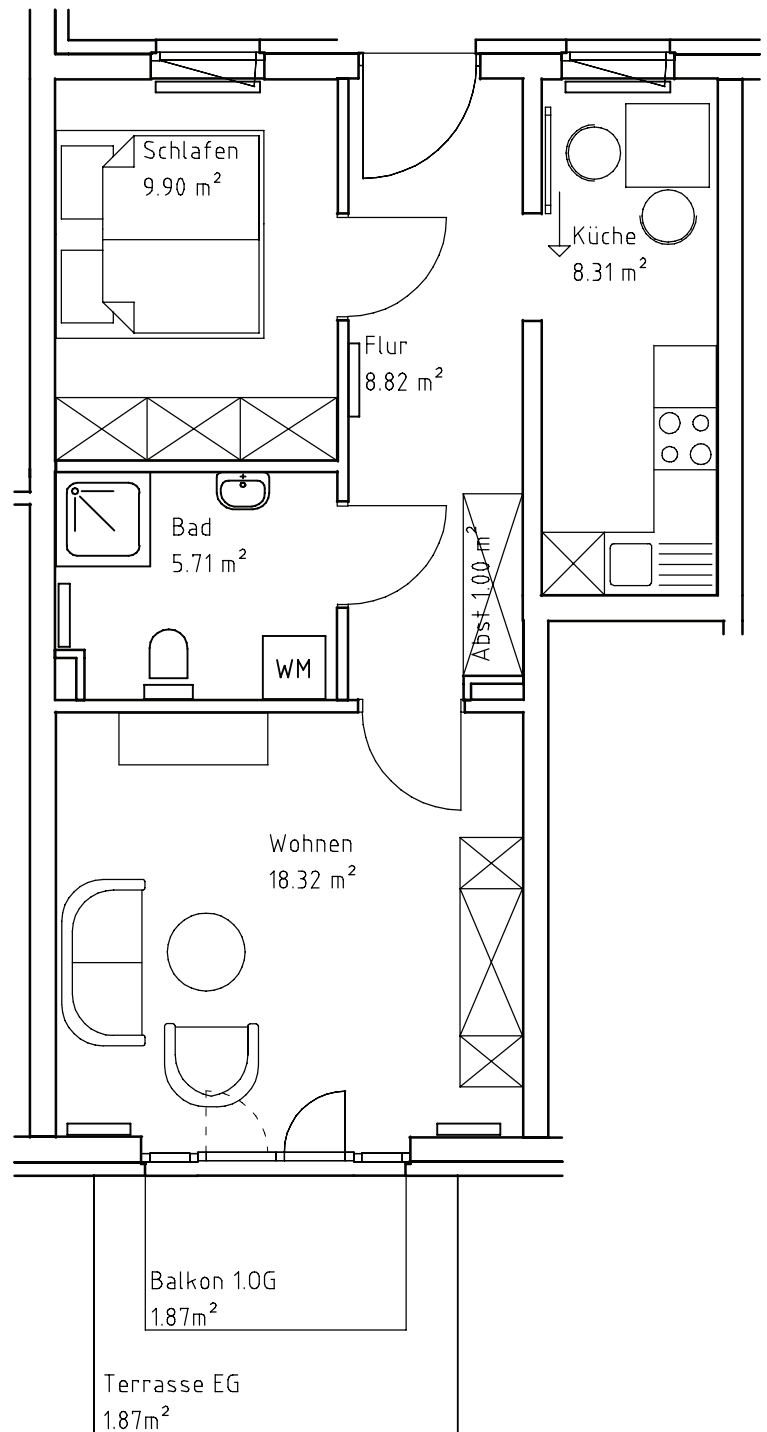 Schlafen
9.90 m²
Küche
8.31 m²
Flur
8.82 m²
Bad
5.71 m²
Abst 1.00 m²
WM
Wohnen
18.32 m²
Balkon 1.OG
1.87m²
Terrasse EG
1.87m²